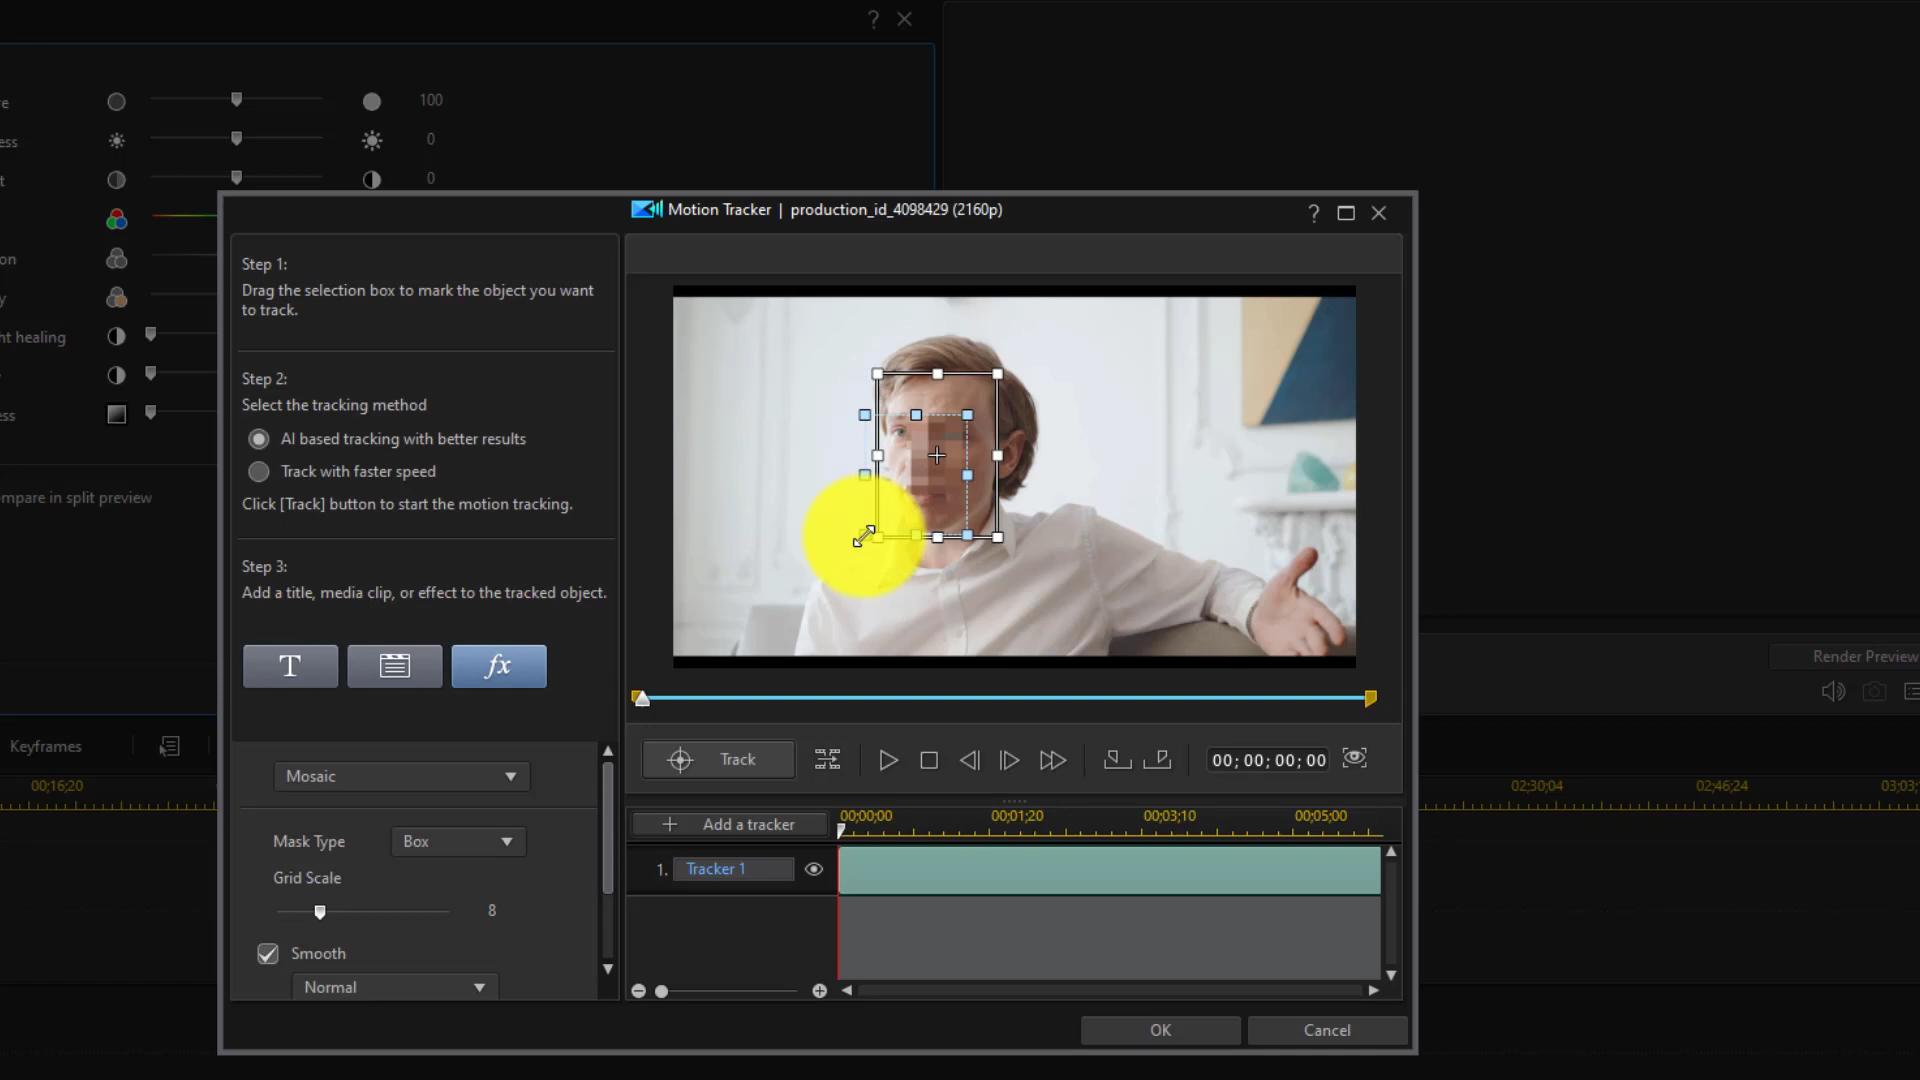 ?
e
100
ess
0
t
0
on
y
ht healing
ess
ompare in split preview
Motion Tracker | production_id_4098429 (2160p)
?
Step 1:
Drag the selection box to mark the object you want
to track.
Step 2:
Select the tracking method
AI based tracking with better results
Track with faster speed
Click [Track] button to start the motion tracking.
Step 3:
Add a title, media clip, or effect to the tracked object.
T
fx
Mosaic
Mask Type
Box
Grid Scale
8
Smooth
Normal
Track
00;00;00;00
Add a tracker
00;00;00
00;01;20
00;03;10
00;05;00
1.
Tracker 1
OK
Cancel
Render Preview
Keyframes
00;16;20
02;30;04
02;46;24
03;03;